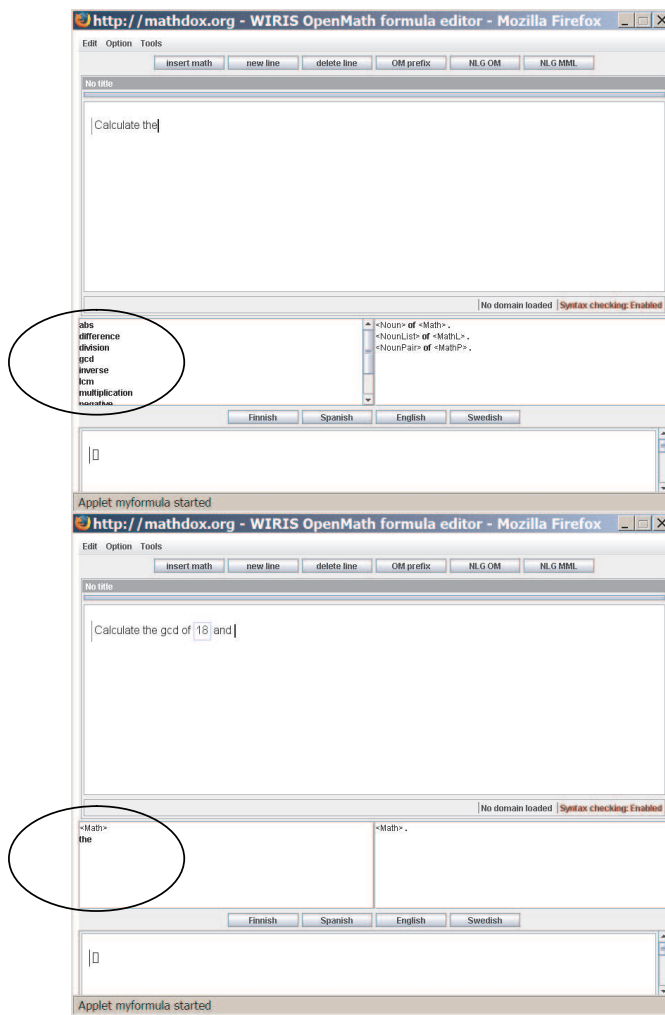 http://mathdox.org - WIRIS OpenMath formula editor - Mozilla Firefox
Edit Option Tools
insert math new line delete line OM prefix NLG OM NLG MML
No title
Calculate the
No domain loaded Syntax checking: Enabled
abs
difference
division
gcd
inverse
lcm
multiplication
negative
<Noun> of <Math> .
<NounList> of <MathL> .
<NounPair> of <MathP> .
Finnish Spanish English Swedish
Applet myformula started
http://mathdox.org - WIRIS OpenMath formula editor - Mozilla Firefox
Edit Option Tools
insert math new line delete line OM prefix NLG OM NLG MML
No title
Calculate the gcd of 18 and
No domain loaded Syntax checking: Enabled
<Math>
the
<Math> .
Finnish Spanish English Swedish
Applet myformula started